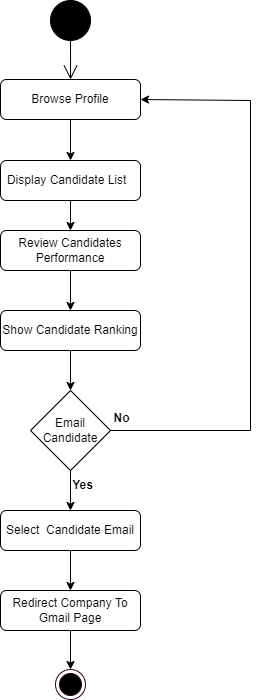 Browse Profile
Display Candidate List
Review Candidates
Performance
Show Candidate Ranking
Email
Candidate
No
Yes
Select Candidate Email
Redirect Company To
Gmail Page